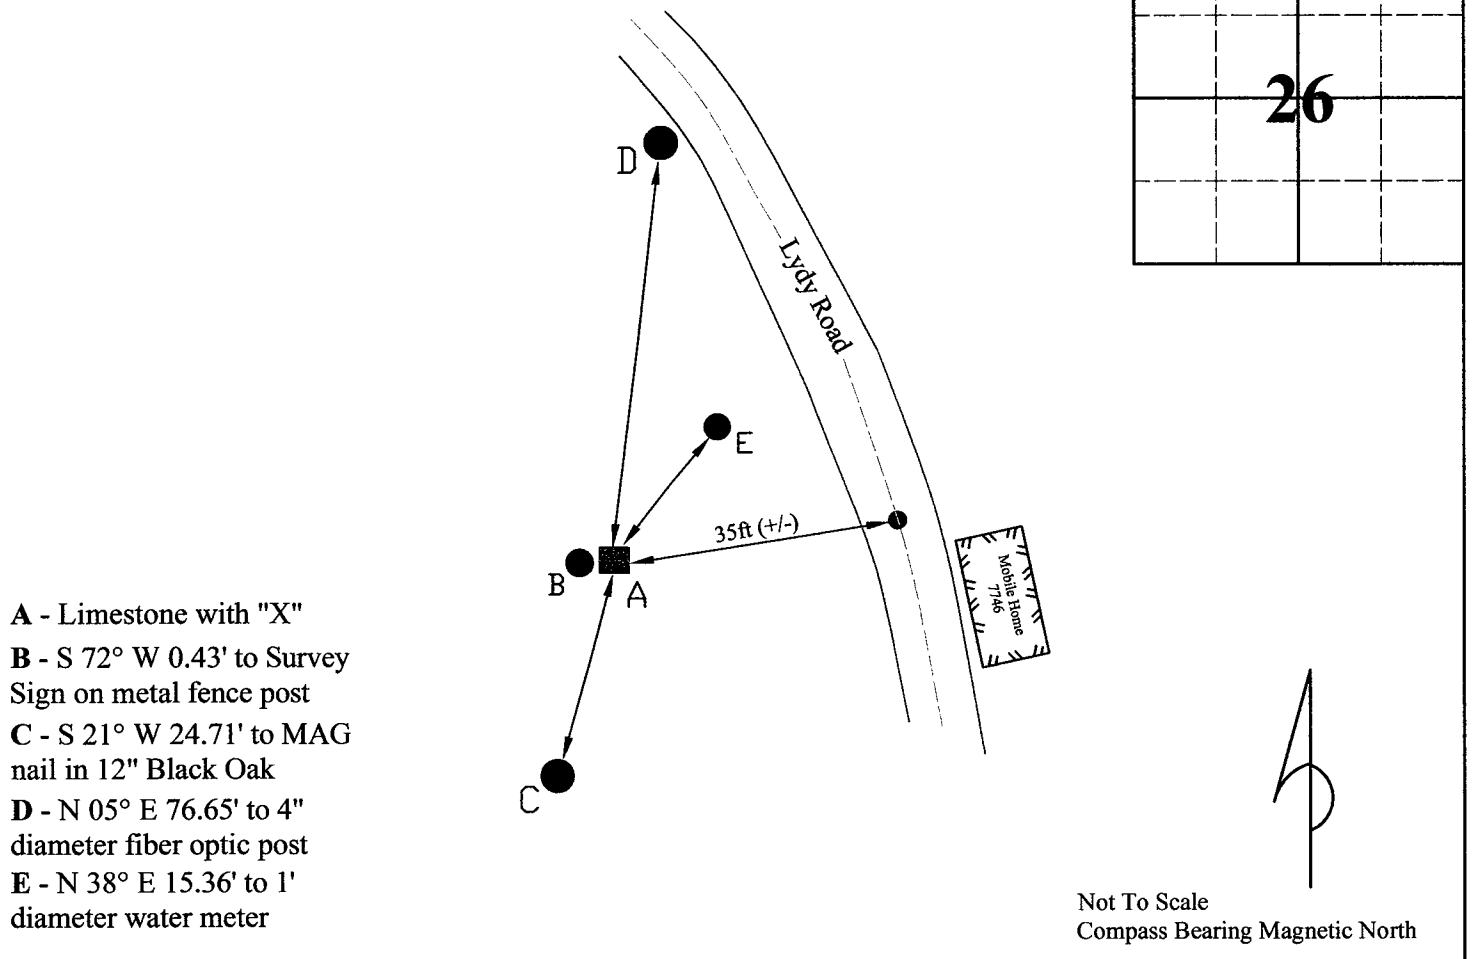 26
D
Lydy Road
E
35ft (+/-)
B
A
Mobile Home
7746
C
A - Limestone with "X"
B - S 72° W 0.43' to Survey
Sign on metal fence post
C - S 21° W 24.71' to MAG
nail in 12" Black Oak
D - N 05° E 76.65' to 4"
diameter fiber optic post
E - N 38° E 15.36' to 1'
diameter water meter
Not To Scale
Compass Bearing Magnetic North